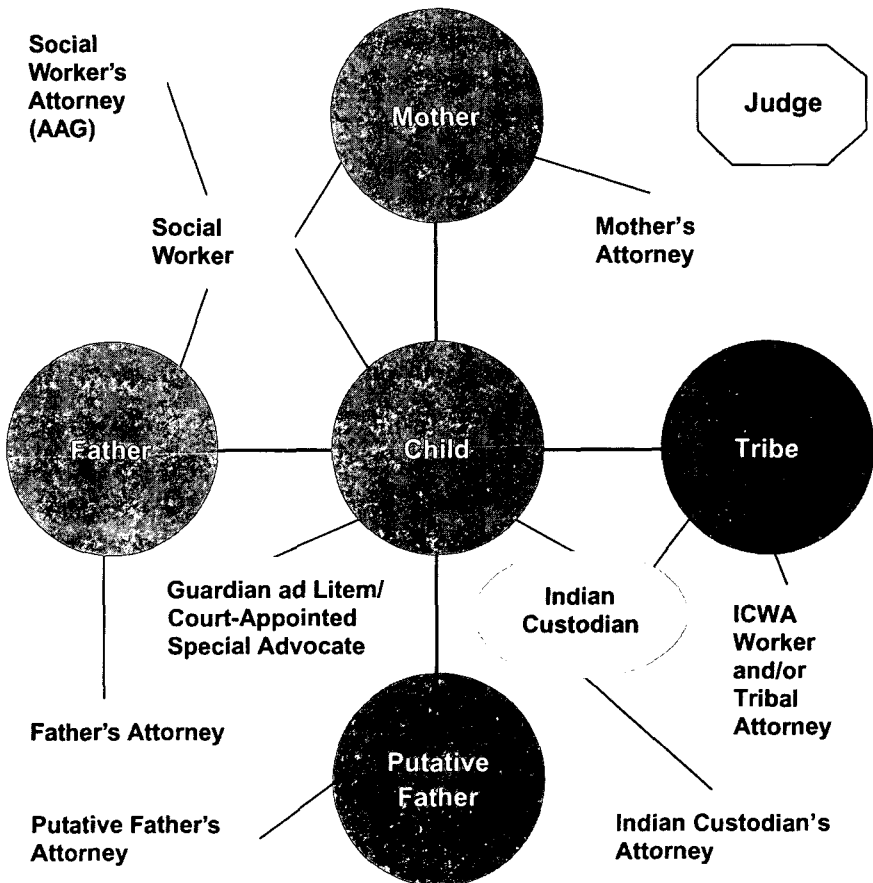 Social
Worker's
Attorney
(AAG)
Mother
Judge
Social
Worker
Mother's
Attorney
Father
Child
Tribe
Guardian ad Litem/
Court-Appointed
Special Advocate
Indian
Custodian
ICWA
Worker
and/or
Tribal
Attorney
Father's Attorney
Putative
Father
Putative Father's
Attorney
Indian Custodian's
Attorney